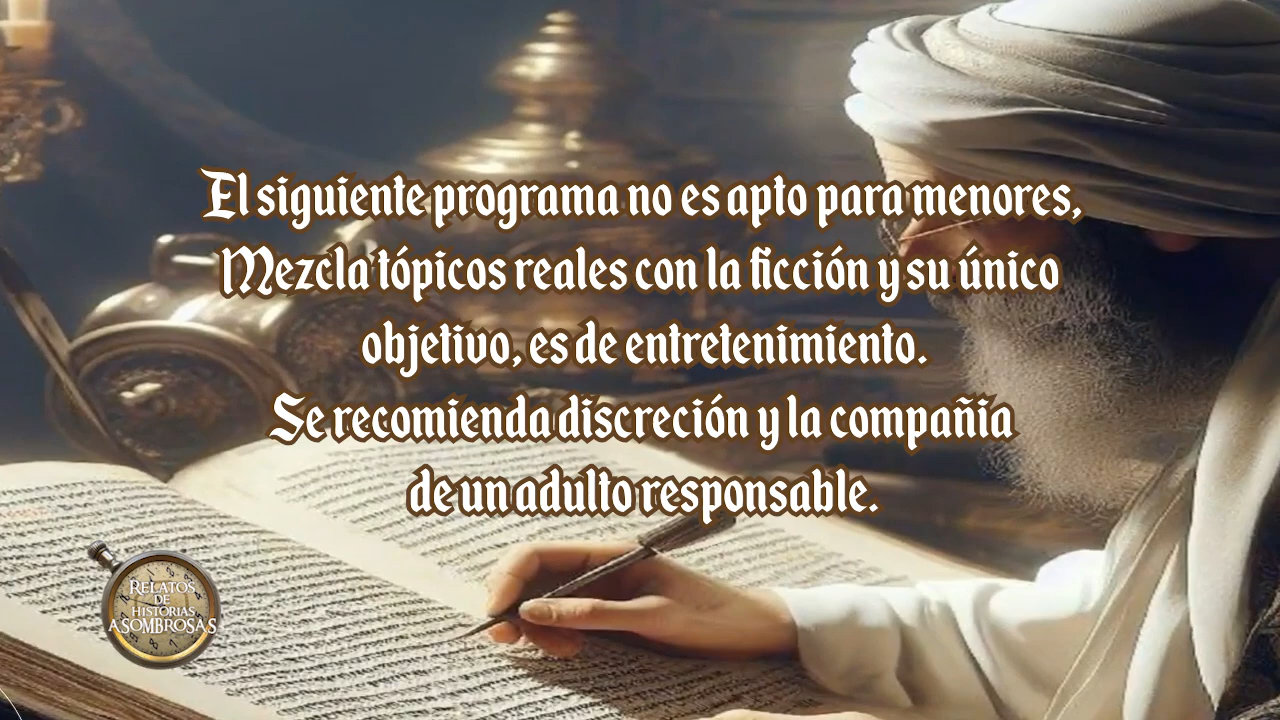 El siguiente programa no es apto para menores,
Mezcla tópicos reales con la ficción y su único
objetivo, es de entretenimiento.
Se recomienda discreción y la compañia
de un adulto responsable.
RELATOS
DE
HISTORIAS
ASOMBROSAS